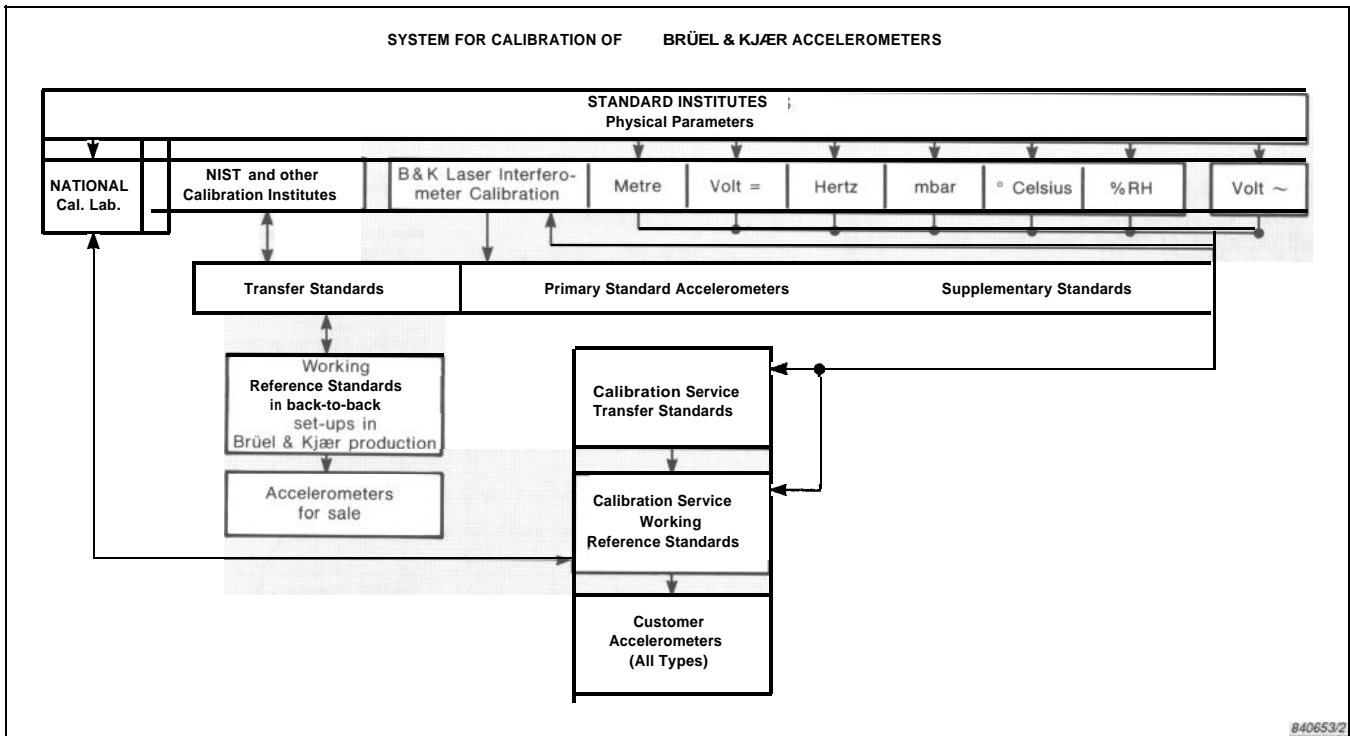 SYSTEM FOR CALIBRATION OF BRÜEL & KJÆR ACCELEROMETERS
STANDARD INSTITUTES
Physical Parameters
NATIONAL
Cal. Lab.
NIST and other
Calibration Institutes
B & K Laser Interfero-
meter Calibration
Metre
Volt =
Hertz
mbar
° Celsius
%RH
Volt ~
Transfer Standards
Primary Standard Accelerometers
Supplementary Standards
Working
Reference Standards
in back-to-back
set-ups in
Brüel & Kjær production
Accelerometers
for sale
Calibration Service
Transfer Standards
Calibration Service
Working
Reference Standards
Customer
Accelerometers
(All Types)
840653/2